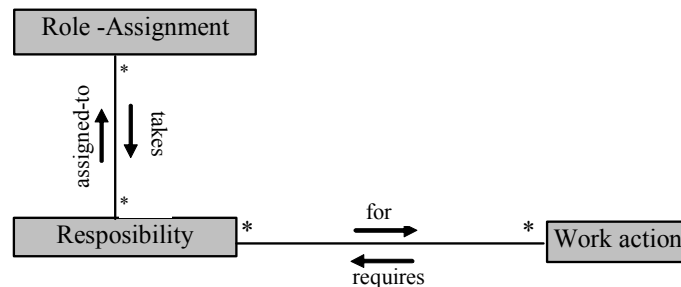 Role -Assignment
*
assigned-to
takes
*
Resposibility
*
for
*
Work action
requires